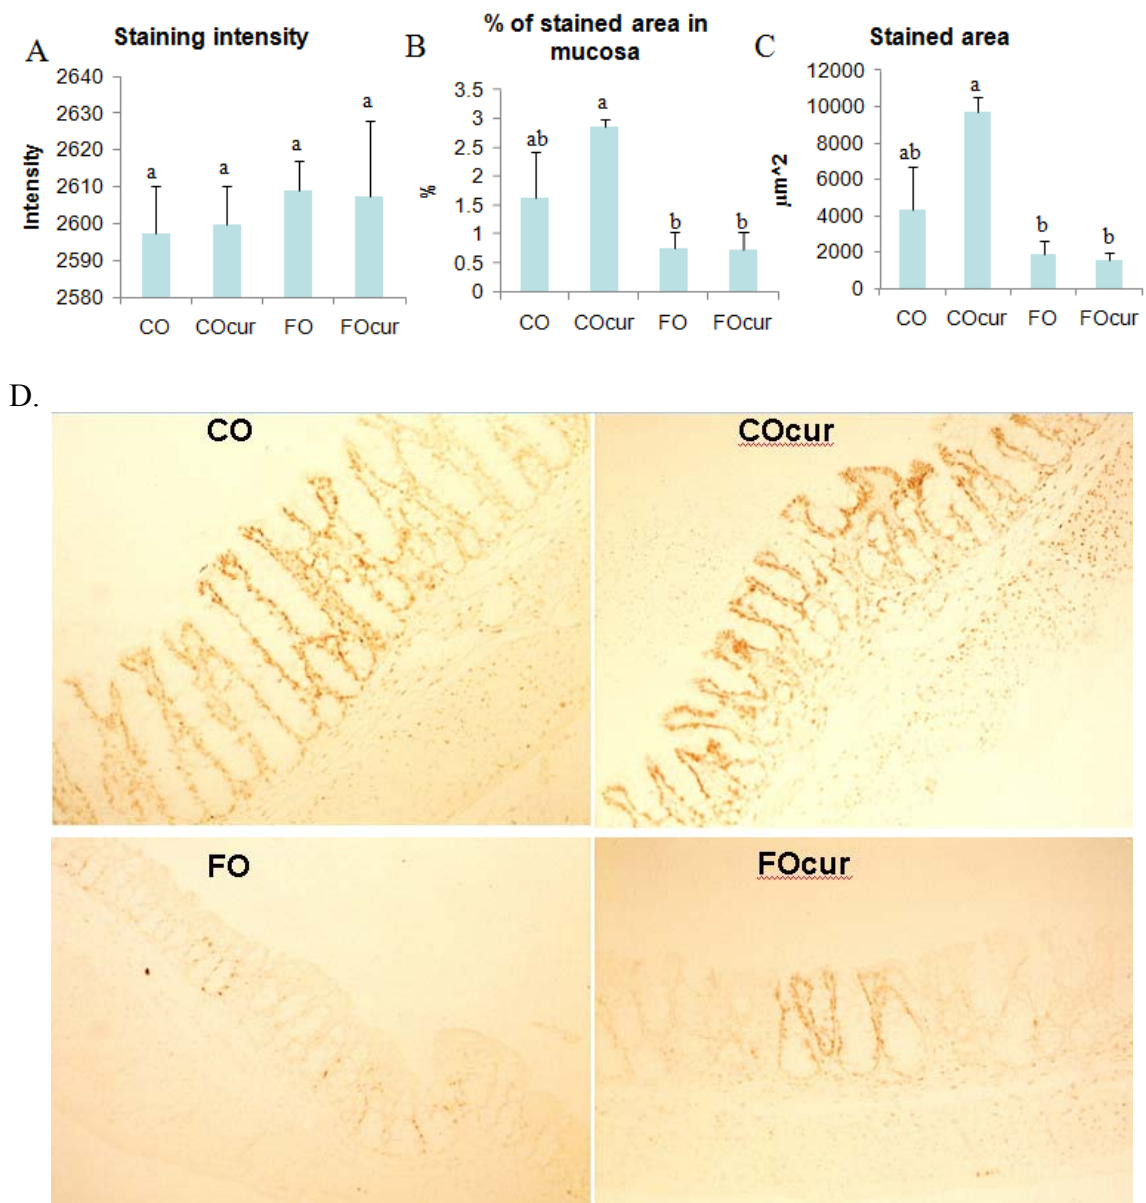 A
Staining intensity
Intensity
2640
2630
2620
2610
2600
2590
2580
a
a
a
a
CO
COcur
FO
FOcur
B
% of stained area in
mucosa
%
3.5
3
2.5
2
1.5
1
0.5
0
ab
a
b
b
CO
COcur
FO
FOcur
C
Stained area
µm^2
12000
10000
8000
6000
4000
2000
0
ab
a
b
b
CO
COcur
FO
FOcur
D.
CO
COcur
FO
FOcur